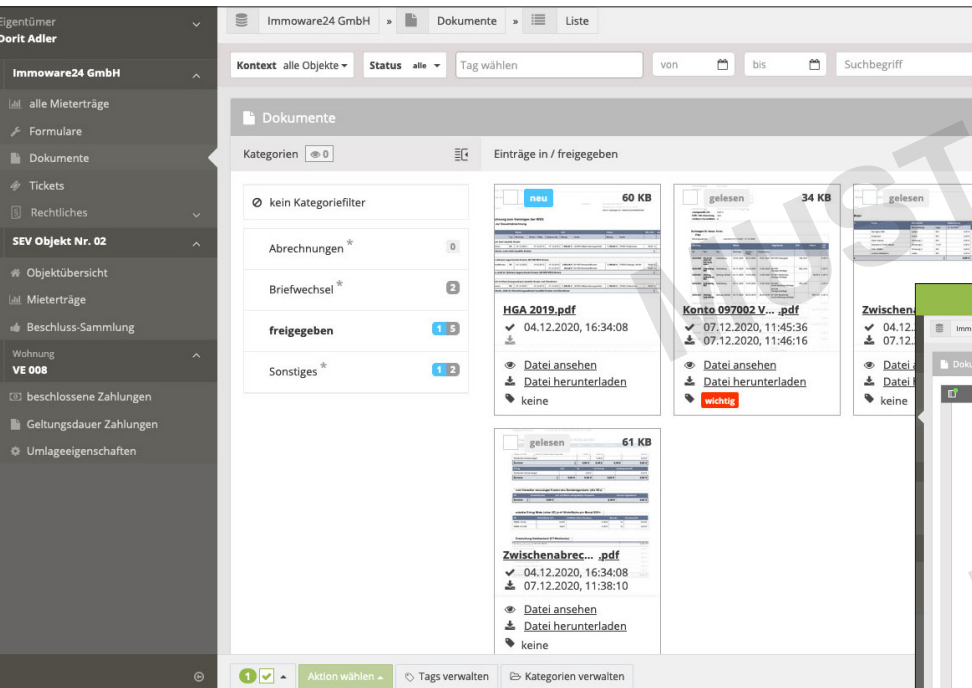 Eigentümer
Dorit Adler
Immoware24 GmbH
alle Mieterträge
Formulare
Dokumente
Tickets
Rechtliches
SEV Objekt Nr. 02
Objektübersicht
Mieterträge
Beschluss-Sammlung
Wohnung
VE 008
beschlossene Zahlungen
Geltungsdauer Zahlungen
Umlageeigenschaften
Immoware24 GmbH » Dokumente » Liste
Kontext alle Objekte Status alle Tag wählen von bis Suchbegriff
Dokumente
Kategorien 0 Einträge in / freigegeben
kein Kategoriefilter
Abrechnungen * 0
Briefwechsel * 2
freigegeben 1 5
Sonstiges * 1 2
neu 60 KB
HGA 2019.pdf
04.12.2020, 16:34:08
Datei ansehen
Datei herunterladen
keine
gelesen 34 KB
Konto 097002 V... .pdf
07.12.2020, 11:45:36
07.12.2020, 11:46:16
Datei ansehen
Datei herunterladen
wichtig
gelesen
Zwischena
04.12.
07.12.
Datei
Datei
keine
gelesen 61 KB
Zwischenabrec... .pdf
04.12.2020, 16:34:08
07.12.2020, 11:38:10
Datei ansehen
Datei herunterladen
keine
MUST
Imm
Doku
1 Aktion wählen Tags verwalten Kategorien verwalten